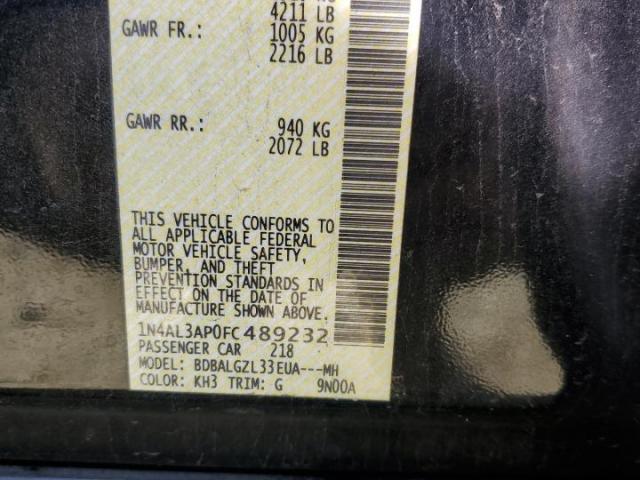 4211 LB
GAWR FR.: 1005 KG
2216 LB
GAWR RR.: 940 KG
2072 LB
THIS VEHICLE CONFORMS TO
ALL APPLICABLE FEDERAL
MOTOR VEHICLE SAFETY,
BUMPER, AND THEFT
PREVENTION STANDARDS IN
EFFECT ON THE DATE OF
MANUFACTURE SHOWN ABOVE.
1N4AL3AP0FC489232
PASSENGER CAR 218
MODEL: BDBALGZL33EUA---MH
COLOR: KH3 TRIM: G 9N00A